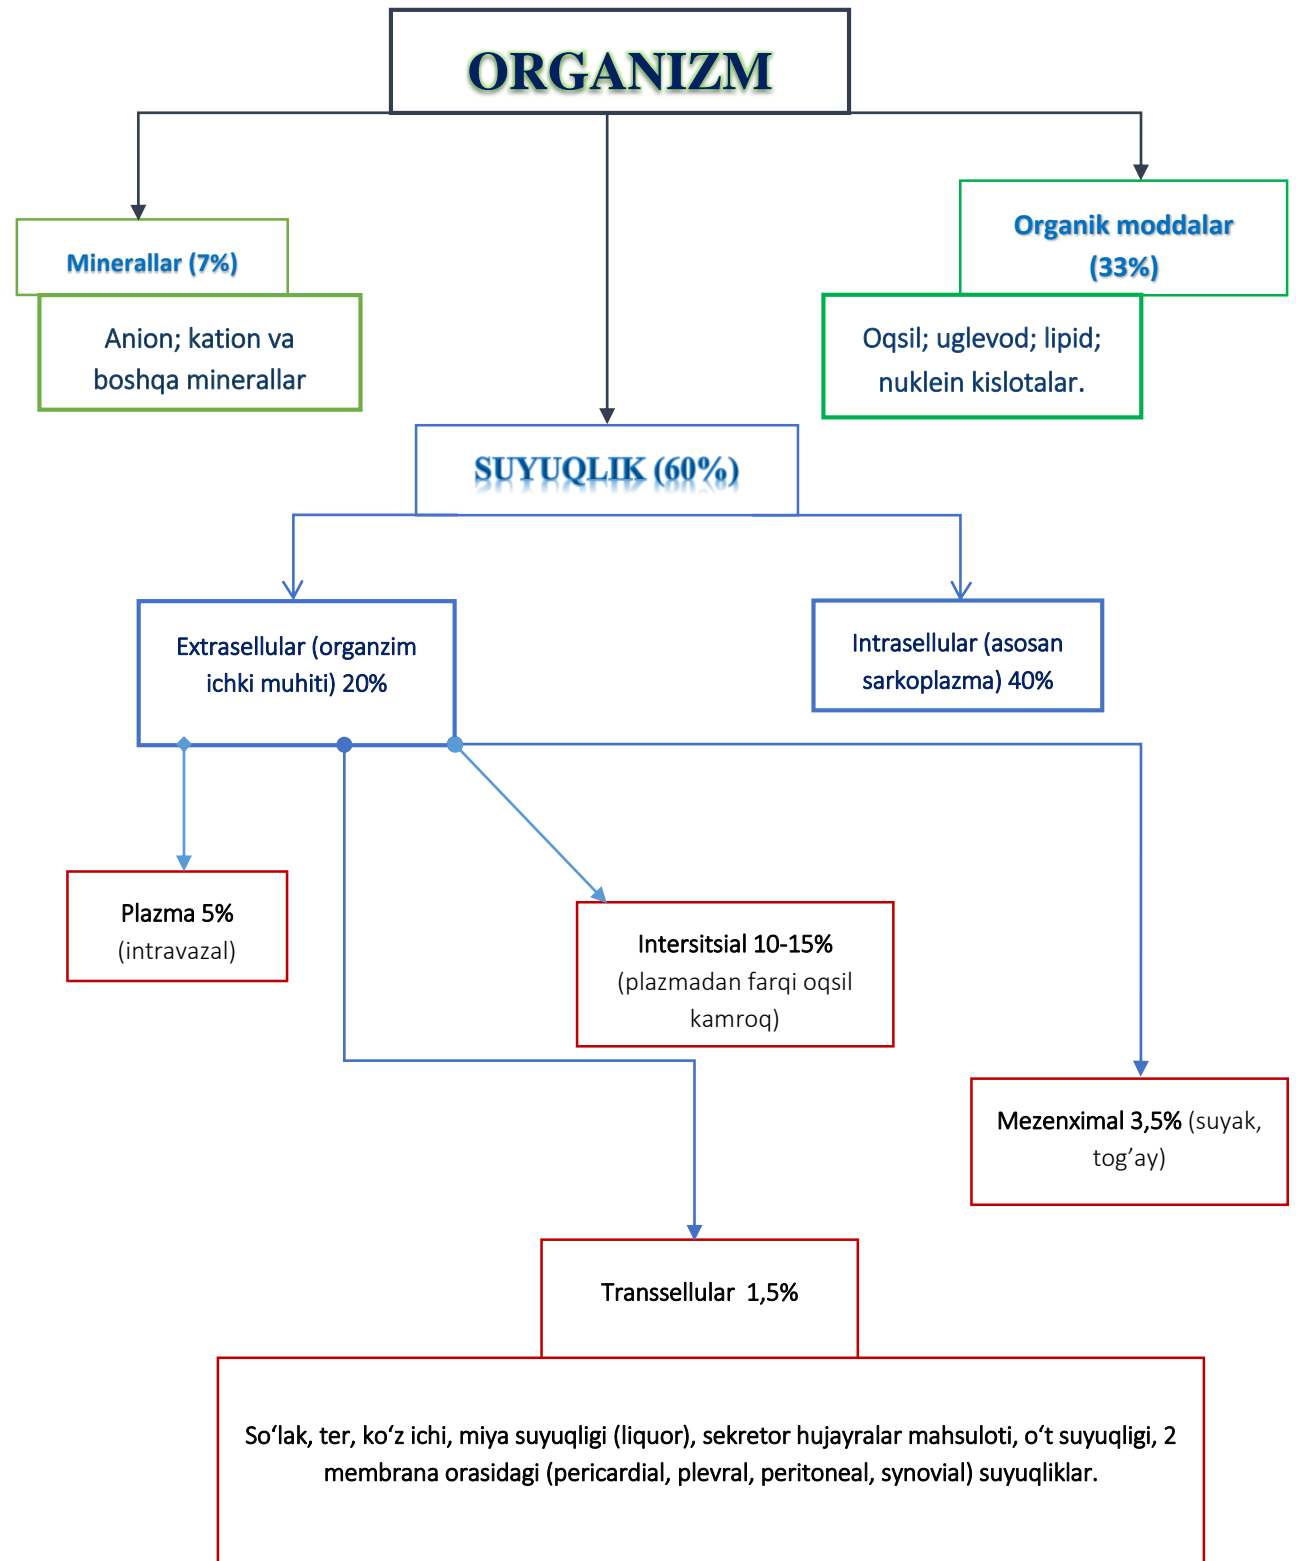 ORGANIZM
Minerallar (7%)
Anion; kation va
boshqa minerallar
Organik moddalar
(33%)
Oqsil; uglevod; lipid;
nuklein kislotalar.
SUYUQLIK (60%)
Extrasellular (organzim
ichki muhiti) 20%
Intrasellular (asosan
sarkoplazma) 40%
Plazma 5%
(intravazal)
Intersitsial 10-15%
(plazmadan farqi oqsil
kamroq)
Mezenximal 3,5% (suyak,
tog’ay)
Transsellular 1,5%
So‘lak, ter, ko‘z ichi, miya suyuqligi (liquor), sekretor hujayralar mahsuloti, o‘t suyuqligi, 2
membrana orasidagi (pericardial, plevral, peritoneal, synovial) suyuqliklar.